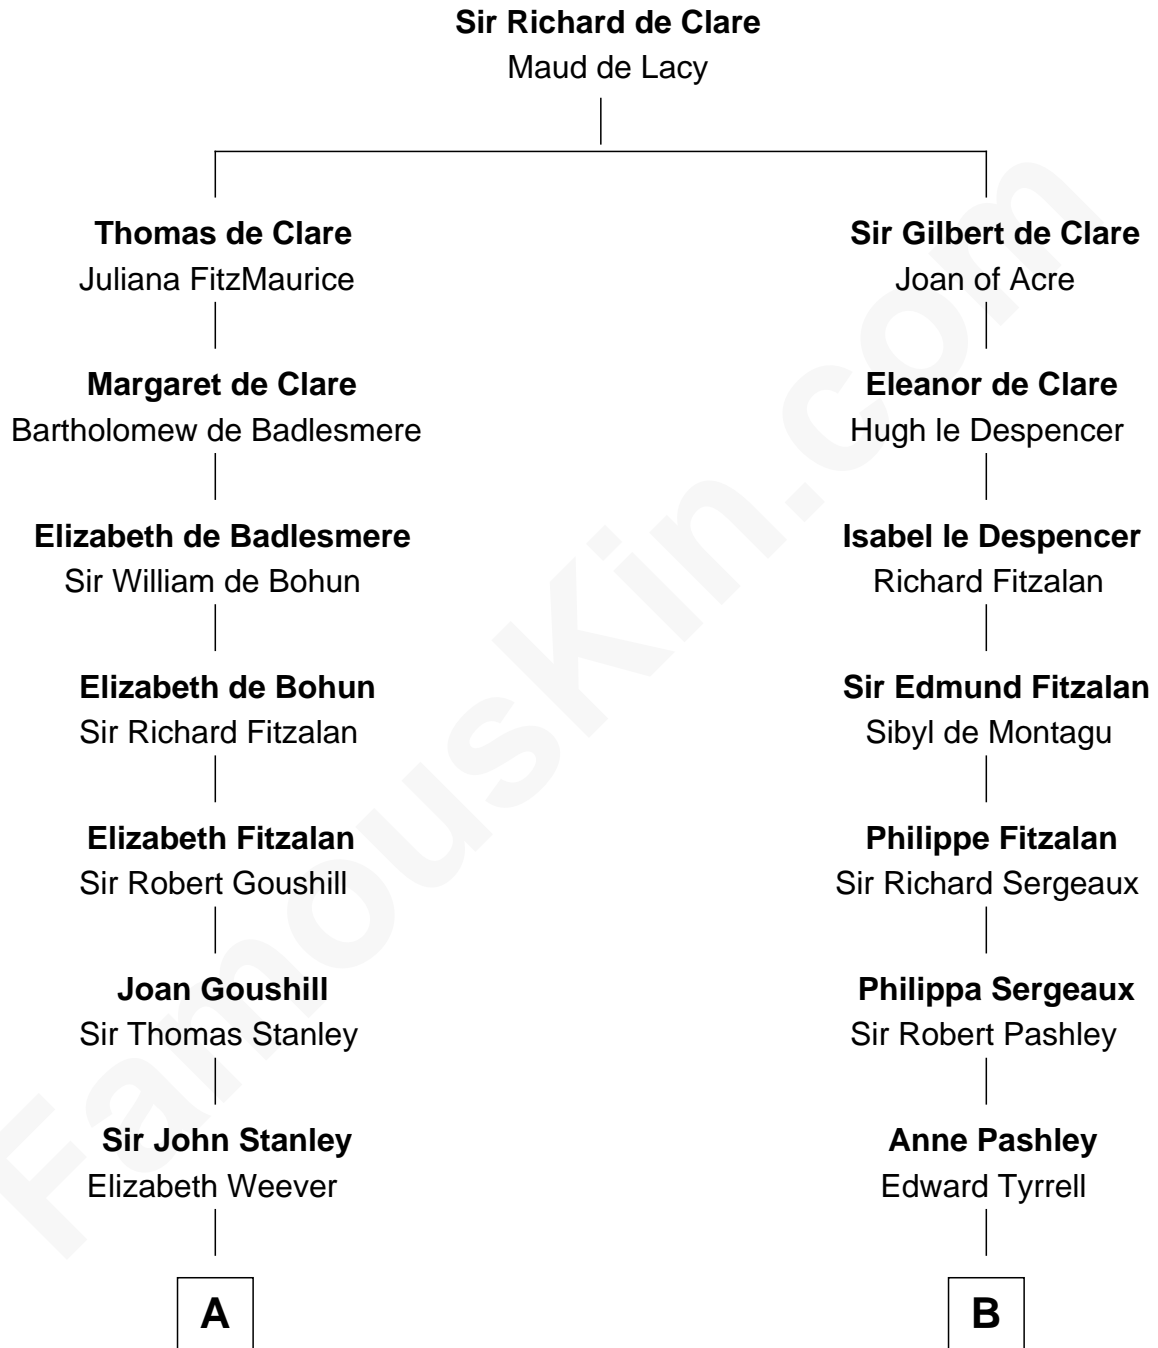 Sir Richard de Clare
Maud de Lacy
Thomas de Clare
Juliana FitzMaurice
Sir Gilbert de Clare
Joan of Acre
Margaret de Clare
Bartholomew de Badlesmere
Eleanor de Clare
Hugh le Despencer
Elizabeth de Badlesmere
Sir William de Bohun
Isabel le Despencer
Richard Fitzalan
Elizabeth de Bohun
Sir Richard Fitzalan
Sir Edmund Fitzalan
Sibyl de Montagu
Elizabeth Fitzalan
Sir Robert Goushill
Philippe Fitzalan
Sir Richard Sergeaux
Joan Goushill
Sir Thomas Stanley
Philippa Sergeaux
Sir Robert Pashley
Sir John Stanley
Elizabeth Weever
Anne Pashley
Edward Tyrrell
A
B
FamousKin.com